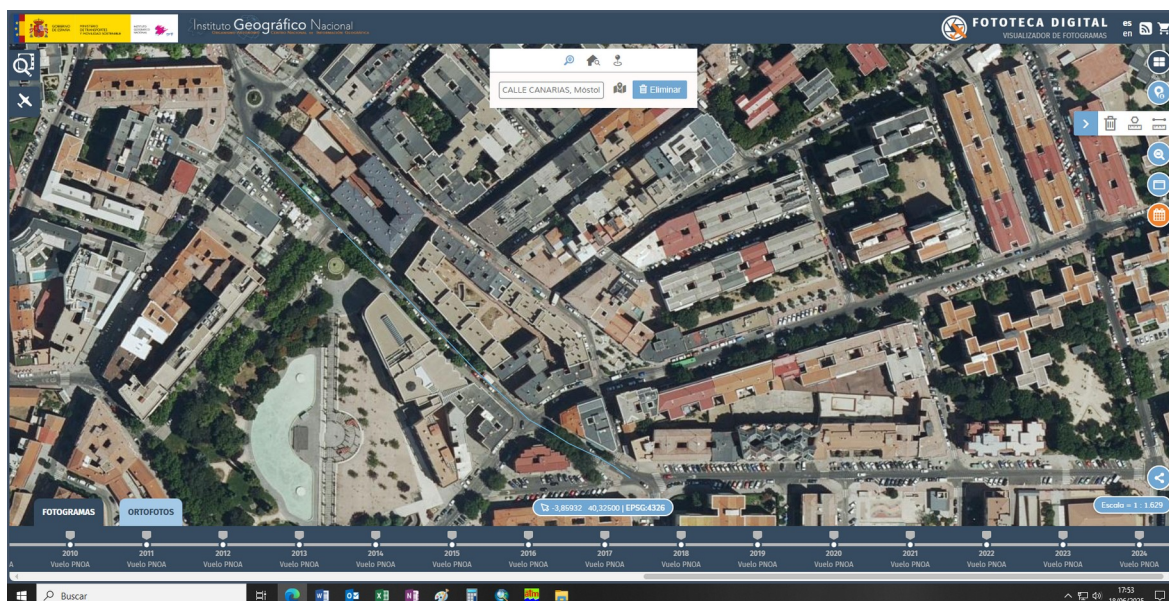 GOBIERNO DE ESPAÑA
MINISTERIO DE TRANSPORTES Y MOVILIDAD SOSTENIBLE
Instituto Geográfico Nacional
FOTOTECA DIGITAL
VISUALIZADOR DE FOTOGRAMAS
es
en
CALLE CANARIAS, Móstol
Eliminar
FOTOGRAMAS
ORTOFOTOS
-3,85932 40,32500 | EPSG:4326
Escala = 1 : 1.629
2010 2011 2012 2013 2014 2015 2016 2017 2018 2019 2020 2021 2022 2023 2024
A Vuelo PNOA Vuelo PNOA Vuelo PNOA Vuelo PNOA Vuelo PNOA Vuelo PNOA Vuelo PNOA Vuelo PNOA Vuelo PNOA Vuelo PNOA Vuelo PNOA Vuelo PNOA Vuelo PNOA Vuelo PNOA Vuelo PNOA
Buscar
17:53
18/06/2025